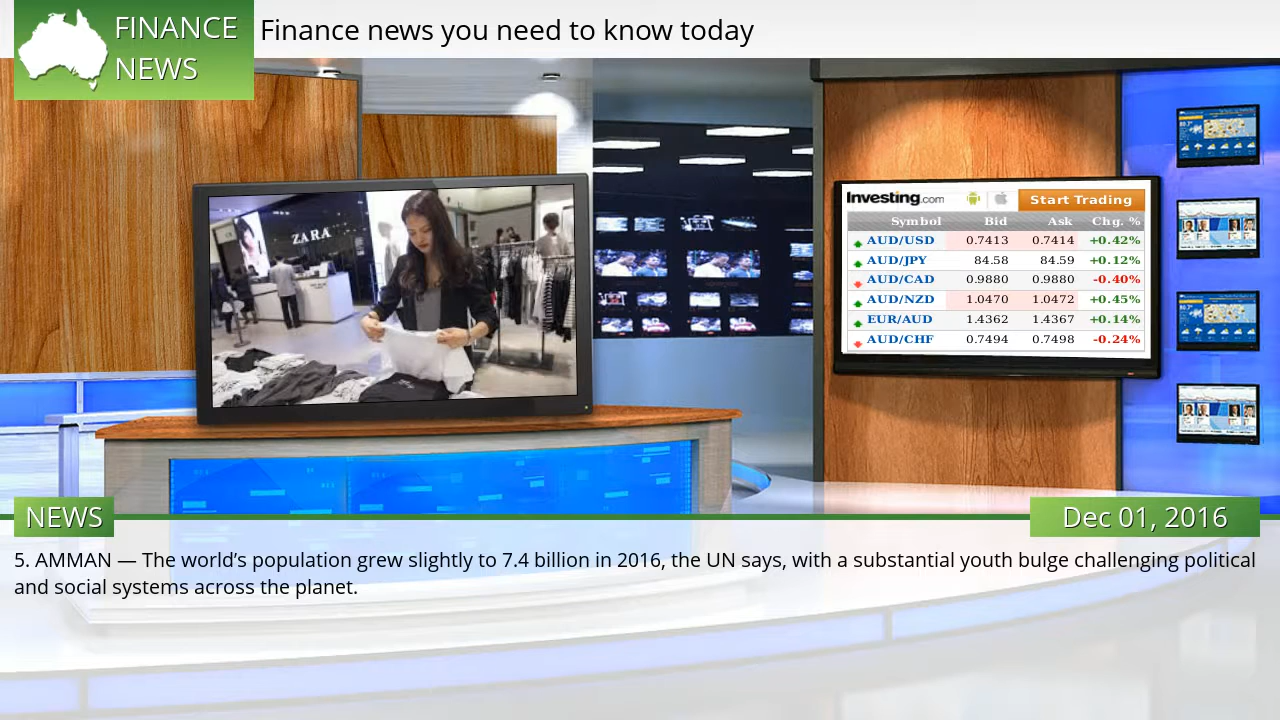 FINANCE
NEWS
Finance news you need to know today
ZARA
Investing.com
Start Trading
Symbol Bid Ask Chg. %
AUD/USD 0.7413 0.7414 +0.42%
AUD/JPY 84.58 84.59 +0.12%
AUD/CAD 0.9880 0.9880 -0.40%
AUD/NZD 1.0470 1.0472 +0.45%
EUR/AUD 1.4362 1.4367 +0.14%
AUD/CHF 0.7494 0.7498 -0.24%
NEWS
Dec 01, 2016
5. AMMAN — The world’s population grew slightly to 7.4 billion in 2016, the UN says, with a substantial youth bulge challenging political
and social systems across the planet.